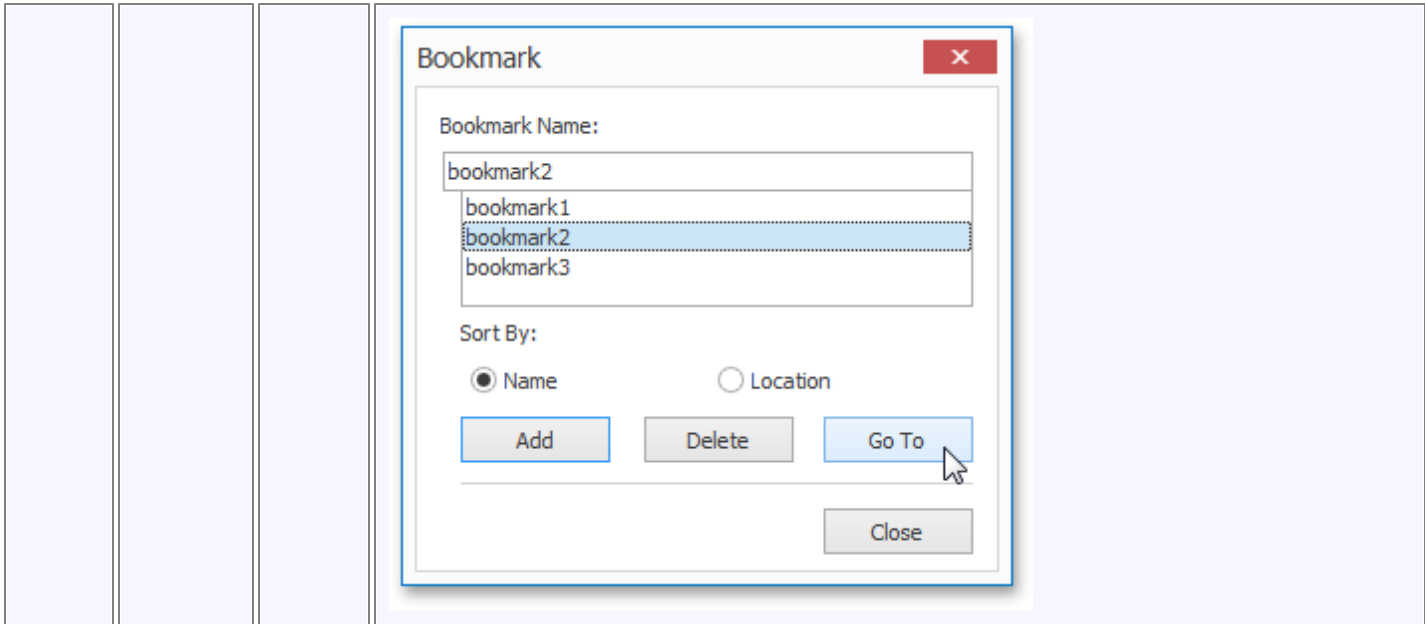 Bookmark
Bookmark Name:
bookmark2
bookmark1
bookmark2
bookmark3
Sort By:
Name Location
Add Delete Go To
Close